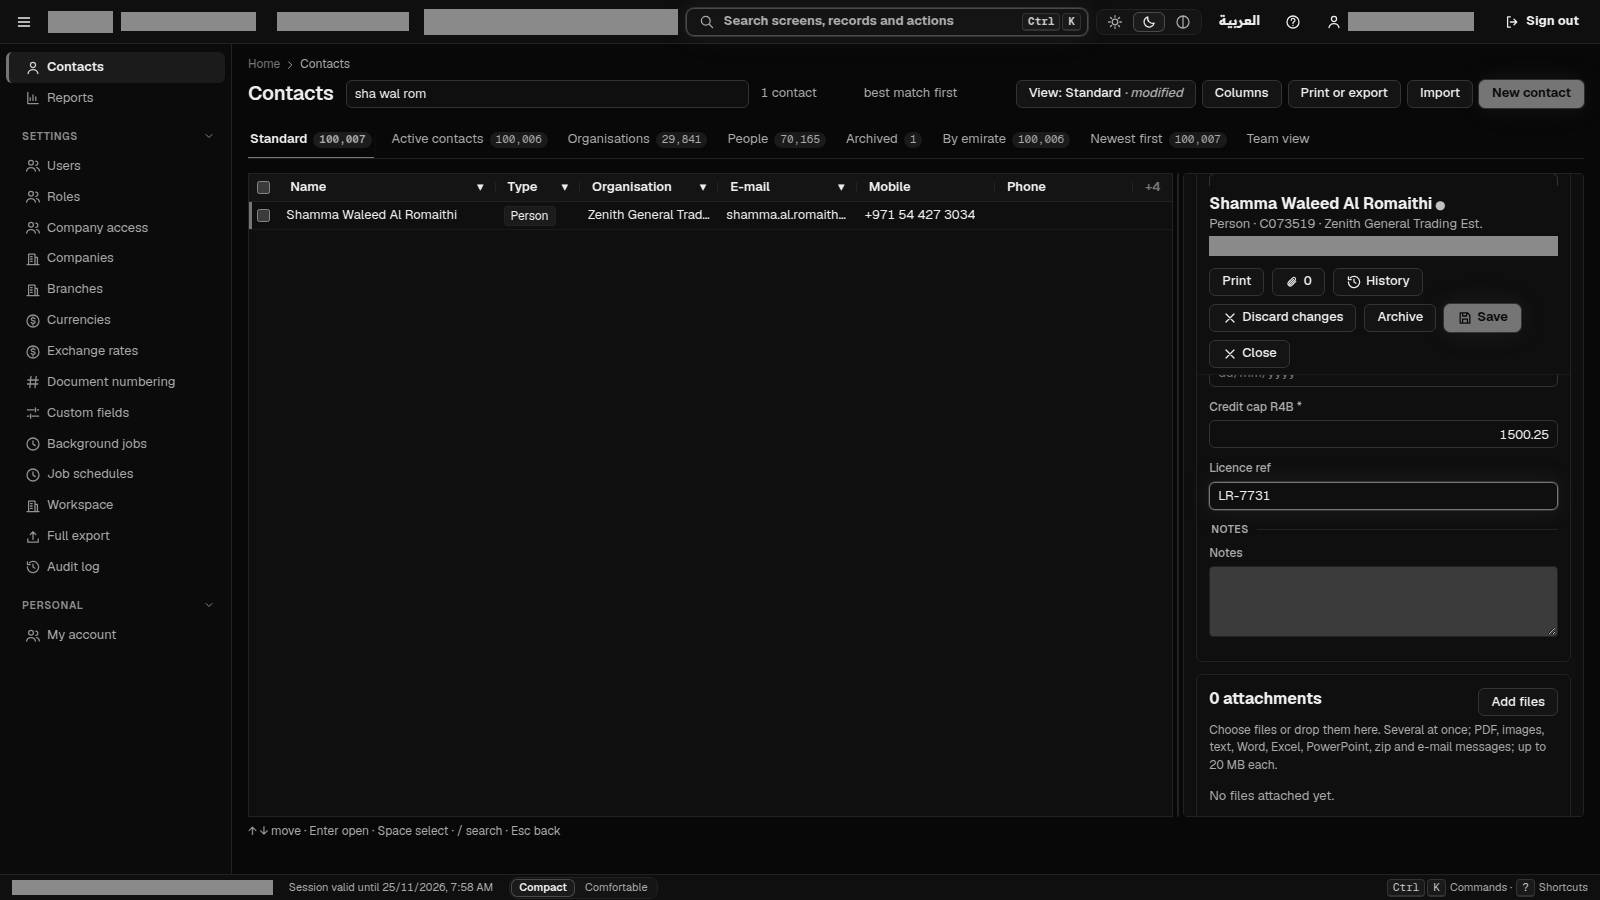 Search screens, records and actions Ctrl K
العربية
Sign out
Contacts
Reports
SETTINGS
Users
Roles
Company access
Companies
Branches
Currencies
Exchange rates
Document numbering
Custom fields
Background jobs
Job schedules
Workspace
Full export
Audit log
PERSONAL
My account
Home > Contacts
Contacts
sha wal rom
1 contact
best match first
View: Standard · modified
Columns
Print or export
Import
New contact
Standard 100,007
Active contacts 100,006
Organisations 29,841
People 70,165
Archived 1
By emirate 100,006
Newest first 100,007
Team view
Name Type Organisation E-mail Mobile Phone +4
Shamma Waleed Al Romaithi Person Zenith General Trad… shamma.al.romaith… +971 54 427 3034
Shamma Waleed Al Romaithi
Person · C073519 · Zenith General Trading Est.
Print
0
History
Discard changes
Archive
Save
Close
dd/mm/yyyy
Credit cap R4B *
1500.25
Licence ref
LR-7731
NOTES
Notes
0 attachments
Add files
Choose files or drop them here. Several at once; PDF, images,
text, Word, Excel, PowerPoint, zip and e-mail messages; up to
20 MB each.
No files attached yet.
↑↓ move · Enter open · Space select · / search · Esc back
Session valid until 25/11/2026, 7:58 AM
Compact
Comfortable
Ctrl K Commands · ? Shortcuts